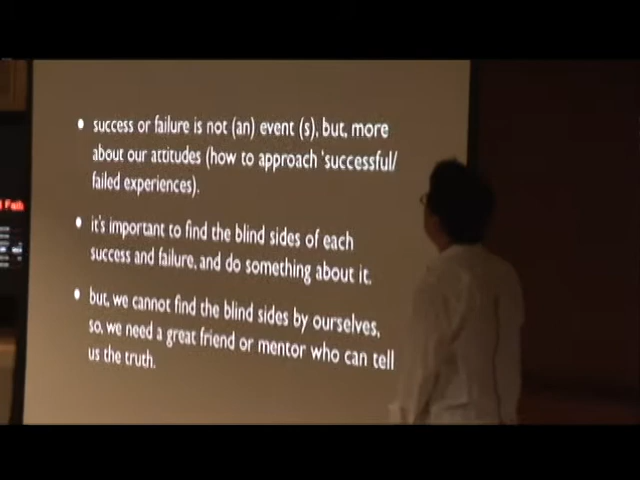 • success or failure is not (an) event (s), but, more
about our attitudes (how to approach 'successful/
failed experiences).
• it's important to find the blind sides of each
success and failure, and do something about it.
• but, we cannot find the blind sides by ourselves,
so, we need a great friend or mentor who can tell
us the truth.